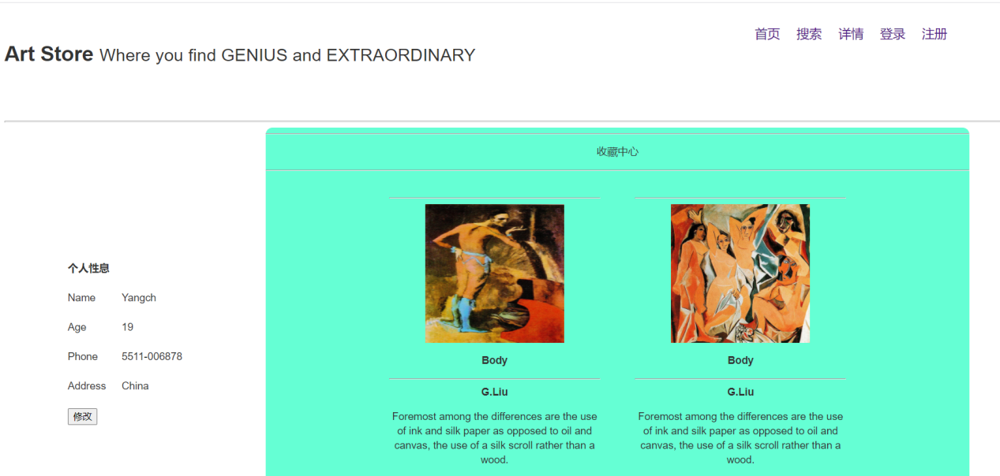 首页 搜索 详情 登录 注册
Art Store Where you find GENIUS and EXTRAORDINARY
收藏中心
个人性息
Name Yangch
Age 19
Phone 5511-006878
Address China
修改
Body
G.Liu
Foremost among the differences are the use
of ink and silk paper as opposed to oil and
canvas, the use of a silk scroll rather than a
wood.
Body
G.Liu
Foremost among the differences are the use
of ink and silk paper as opposed to oil and
canvas, the use of a silk scroll rather than a
wood.